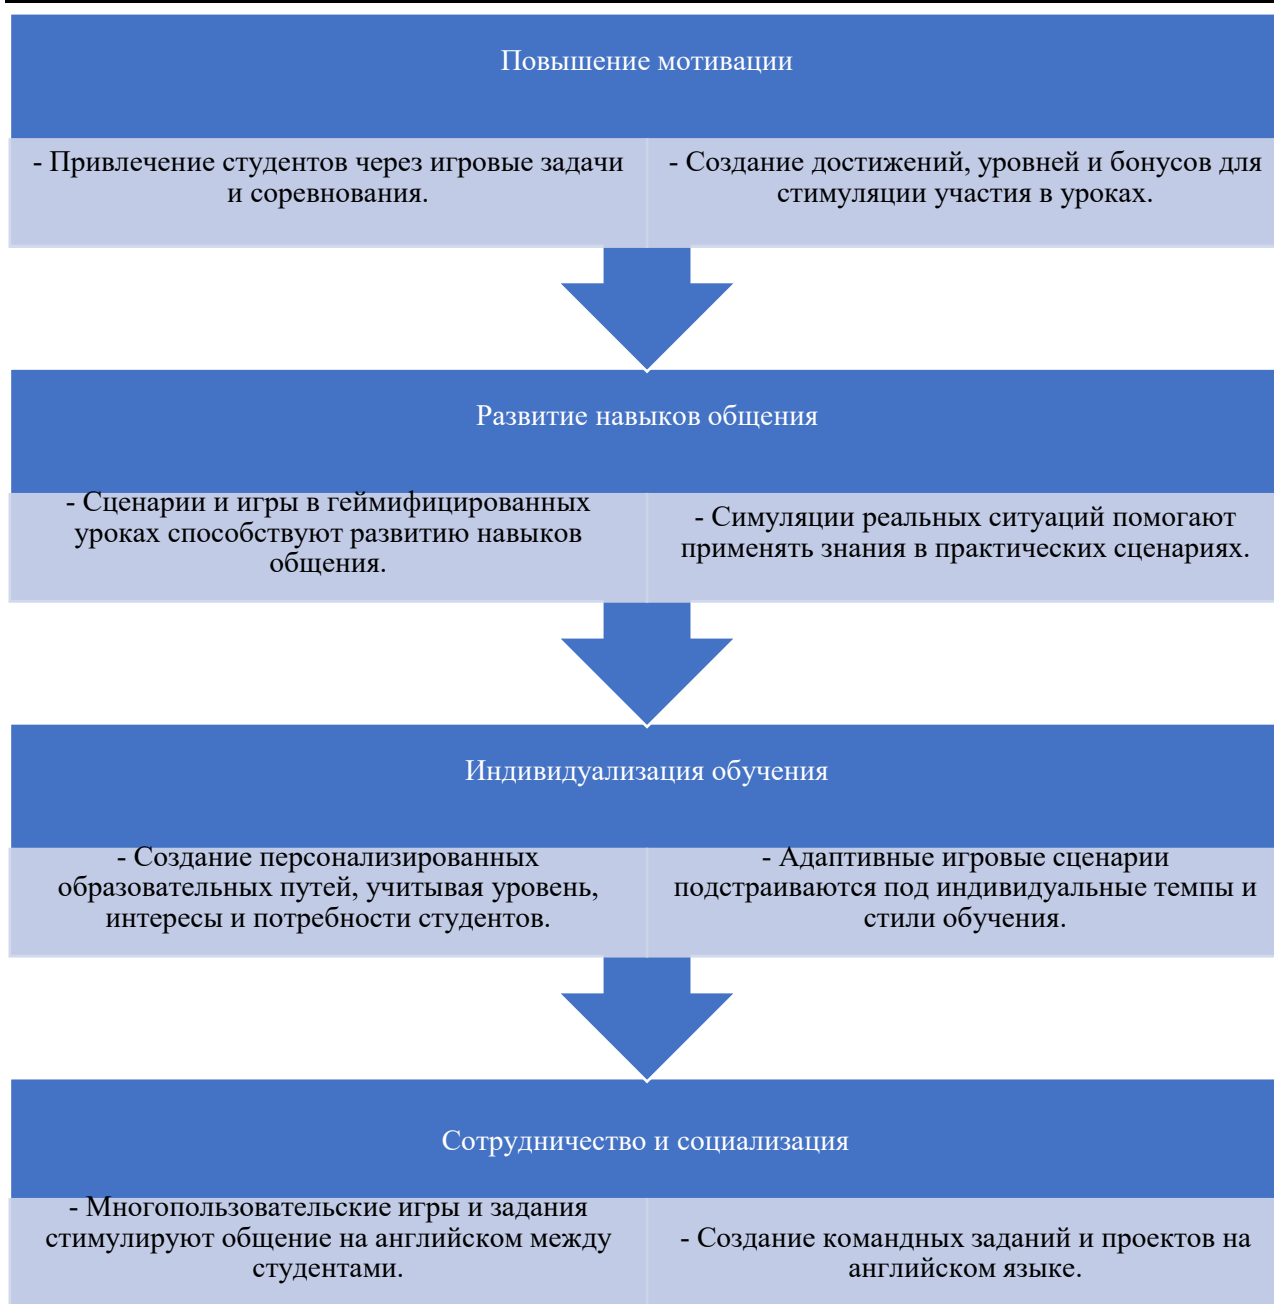 Повышение мотивации
- Привлечение студентов через игровые задачи
и соревнования.
- Создание достижений, уровней и бонусов для
стимуляции участия в уроках.
Развитие навыков общения
- Сценарии и игры в геймифицированных
уроках способствуют развитию навыков
общения.
- Симуляции реальных ситуаций помогают
применять знания в практических сценариях.
Индивидуализация обучения
- Создание персонализированных
образовательных путей, учитывая уровень,
интересы и потребности студентов.
- Адаптивные игровые сценарии
подстраиваются под индивидуальные темпы и
стили обучения.
Сотрудничество и социализация
- Многопользовательские игры и задания
стимулируют общение на английском между
студентами.
- Создание командных заданий и проектов на
английском языке.